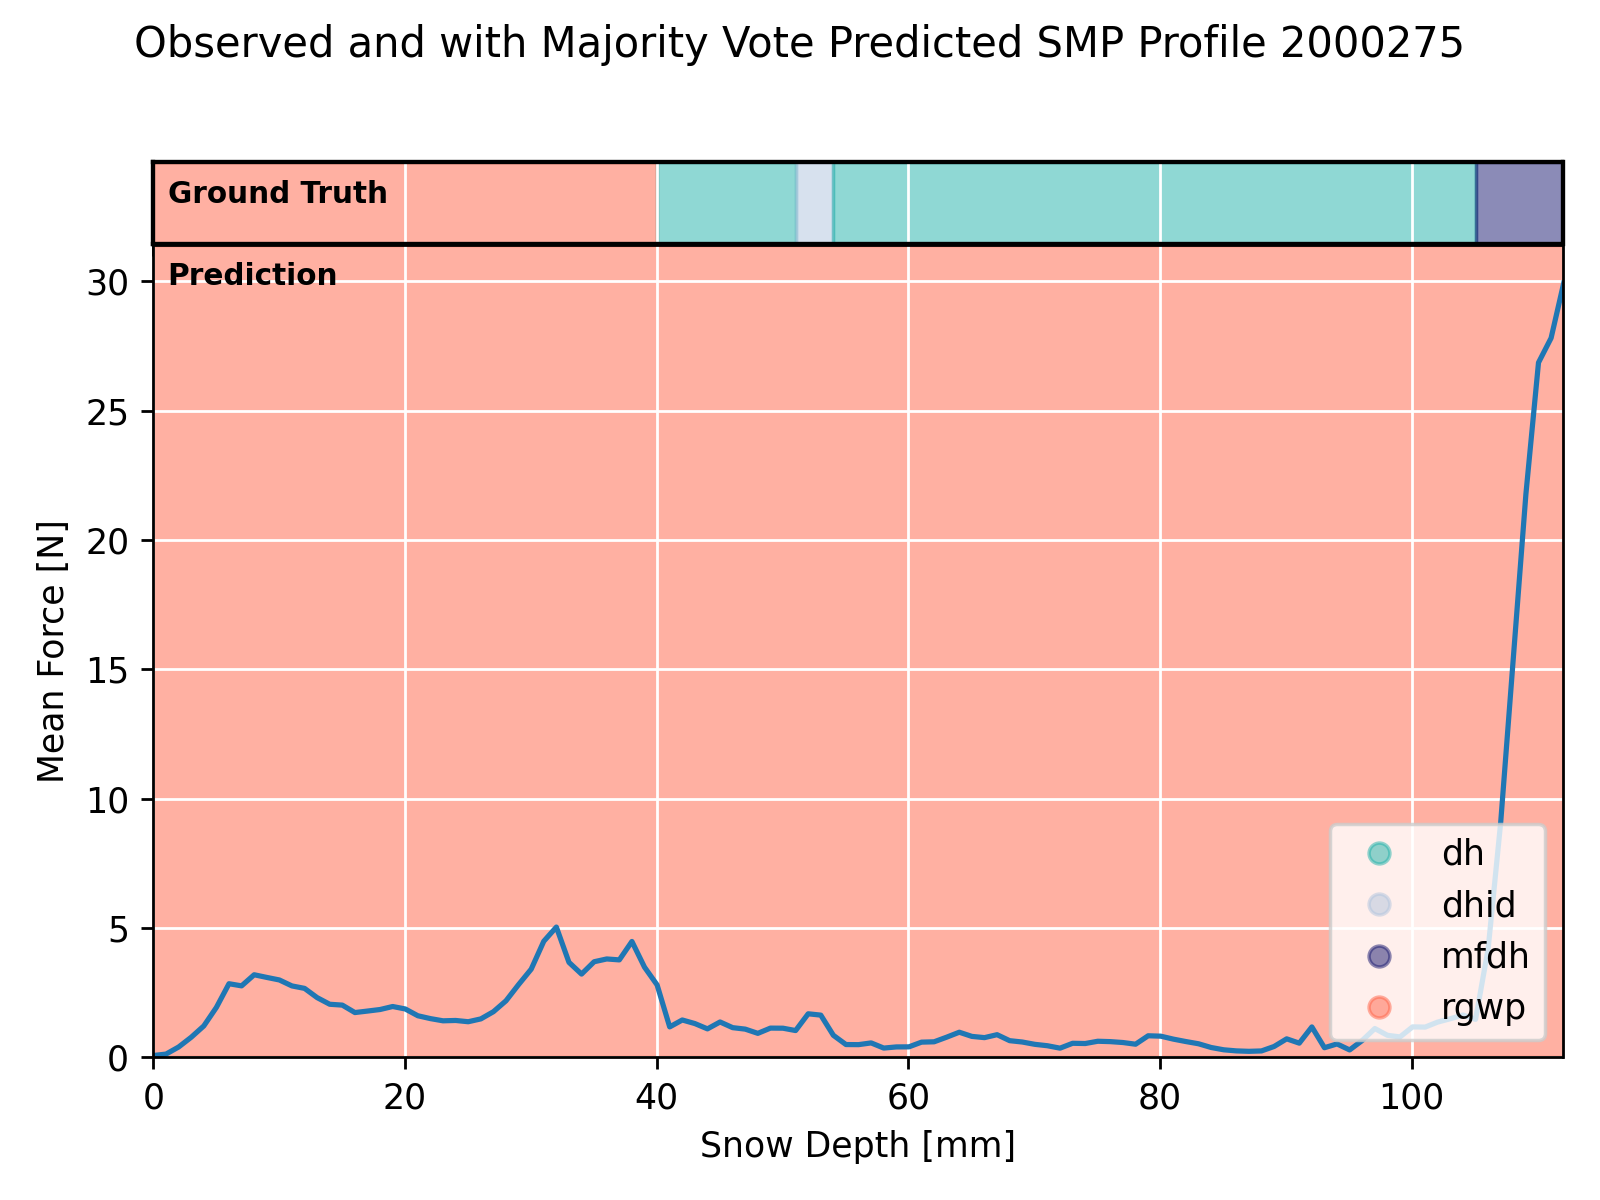 Observed and with Majority Vote Predicted SMP Profile 2000275
Ground Truth
Prediction
30
25
20
15
10
5
0
Mean Force [N]
dh
dhid
mfdh
rgwp
0 20 40 60 80 100
Snow Depth [mm]